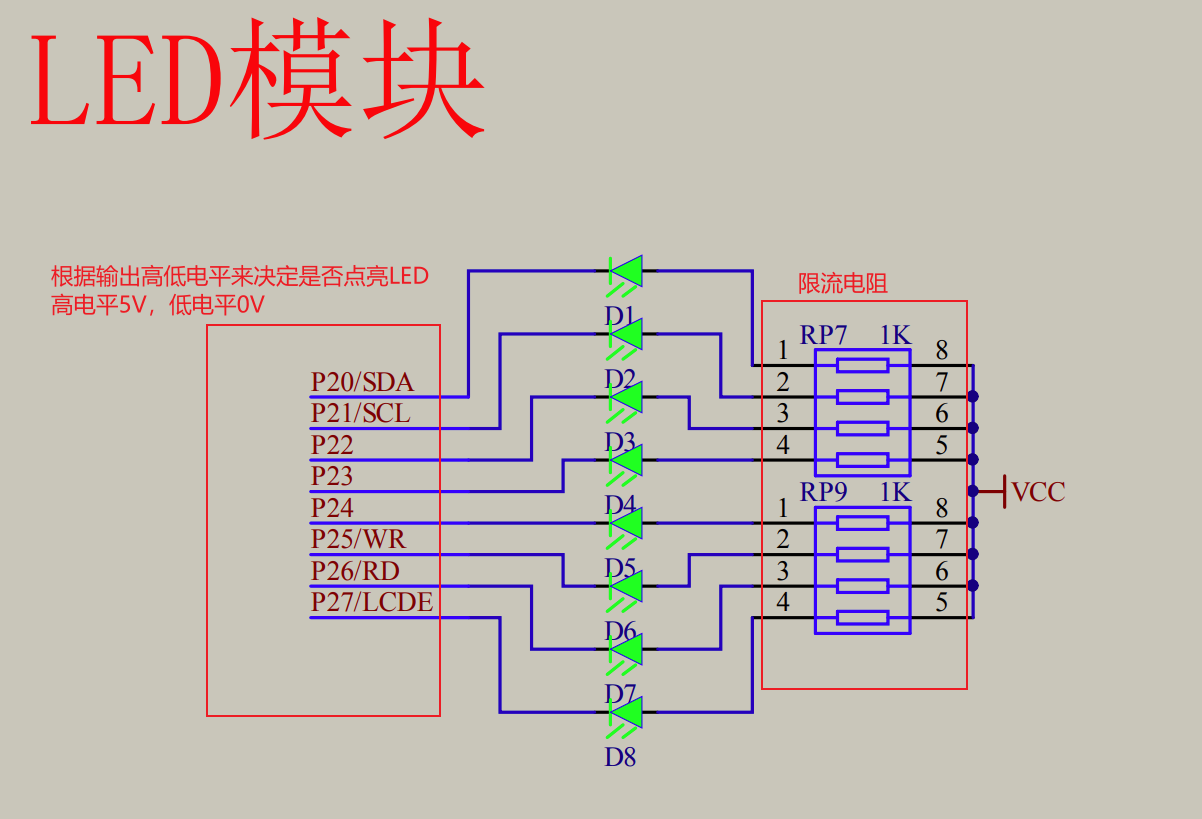 LED模块
根据输出高低电平来决定是否点亮LED
高电平5V，低电平0V
限流电阻
P20/SDA
P21/SCL
P22
P23
P24
P25/WR
P26/RD
P27/LCDE
D1
D2
D3
D4
D5
D6
D7
D8
RP7 1K
1 8
2 7
3 6
4 5
RP9 1K
1 8
2 7
3 6
4 5
VCC